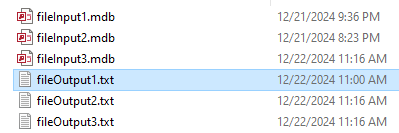 fileInput1.mdb 12/21/2024 9:36 PM
fileInput2.mdb 12/21/2024 8:23 PM
fileInput3.mdb 12/22/2024 11:16 AM
fileOutput1.txt 12/22/2024 11:00 AM
fileOutput2.txt 12/22/2024 11:16 AM
fileOutput3.txt 12/22/2024 11:16 AM